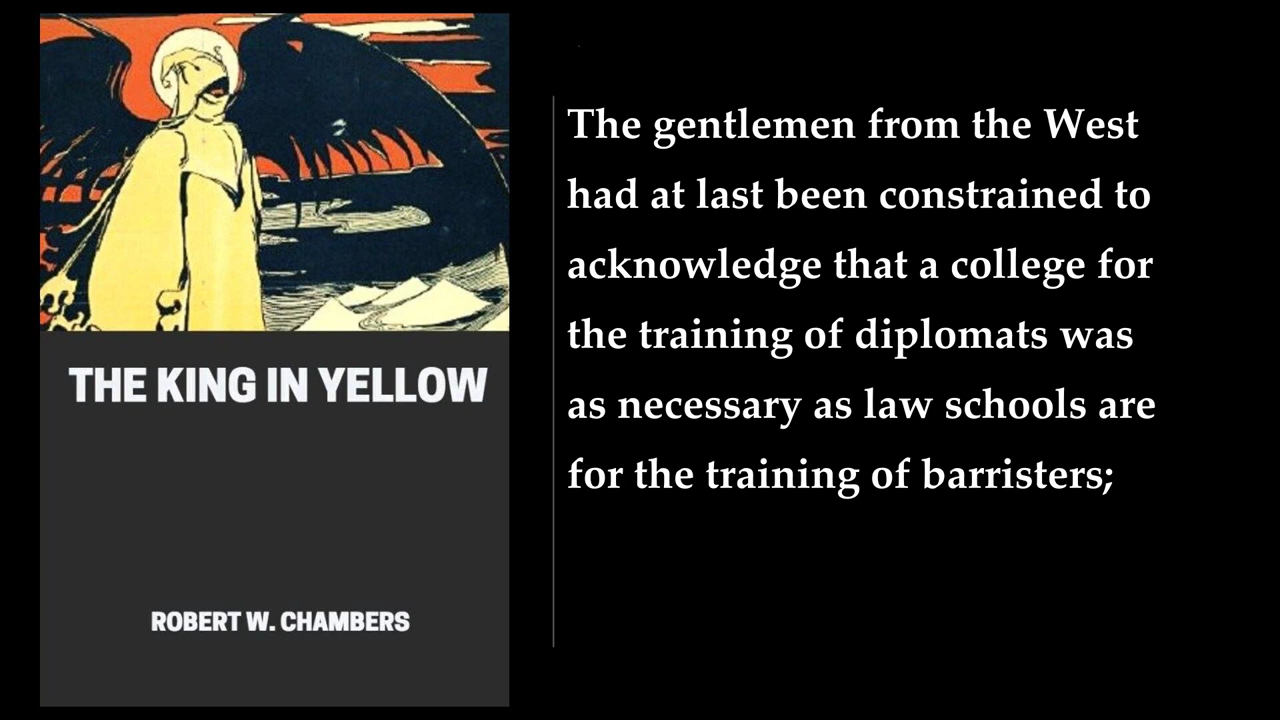 THE KING IN YELLOW
ROBERT W. CHAMBERS
The gentlemen from the West
had at last been constrained to
acknowledge that a college for
the training of diplomats was
as necessary as law schools are
for the training of barristers;